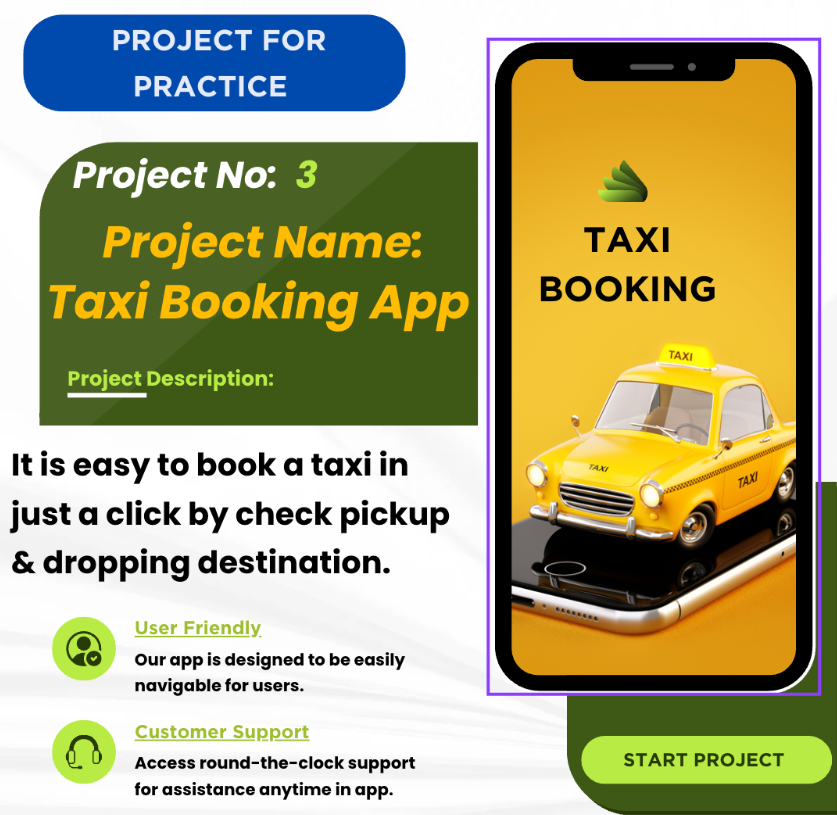 PROJECT FOR
PRACTICE
Project No: 3
Project Name:
Taxi Booking App
Project Description:
It is easy to book a taxi in
just a click by check pickup
& dropping destination.
User Friendly
Our app is designed to be easily
navigable for users.
Customer Support
Access round-the-clock support
for assistance anytime in app.
TAXI
BOOKING
TAXI
TAXI
TAXI
START PROJECT